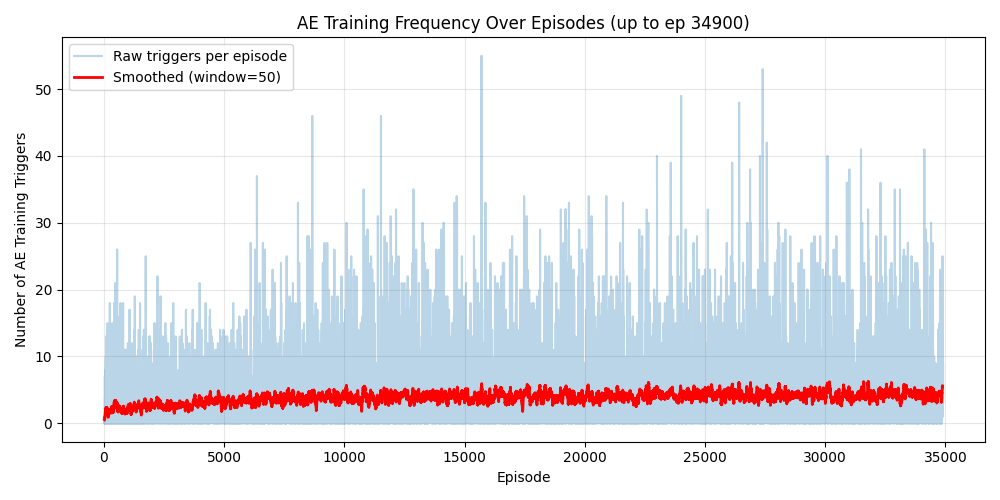 AE Training Frequency Over Episodes (up to ep 34900)
Raw triggers per episode
Smoothed (window=50)
Number of AE Training Triggers
50
40
30
20
10
0
0
5000
10000
15000
20000
25000
30000
35000
Episode